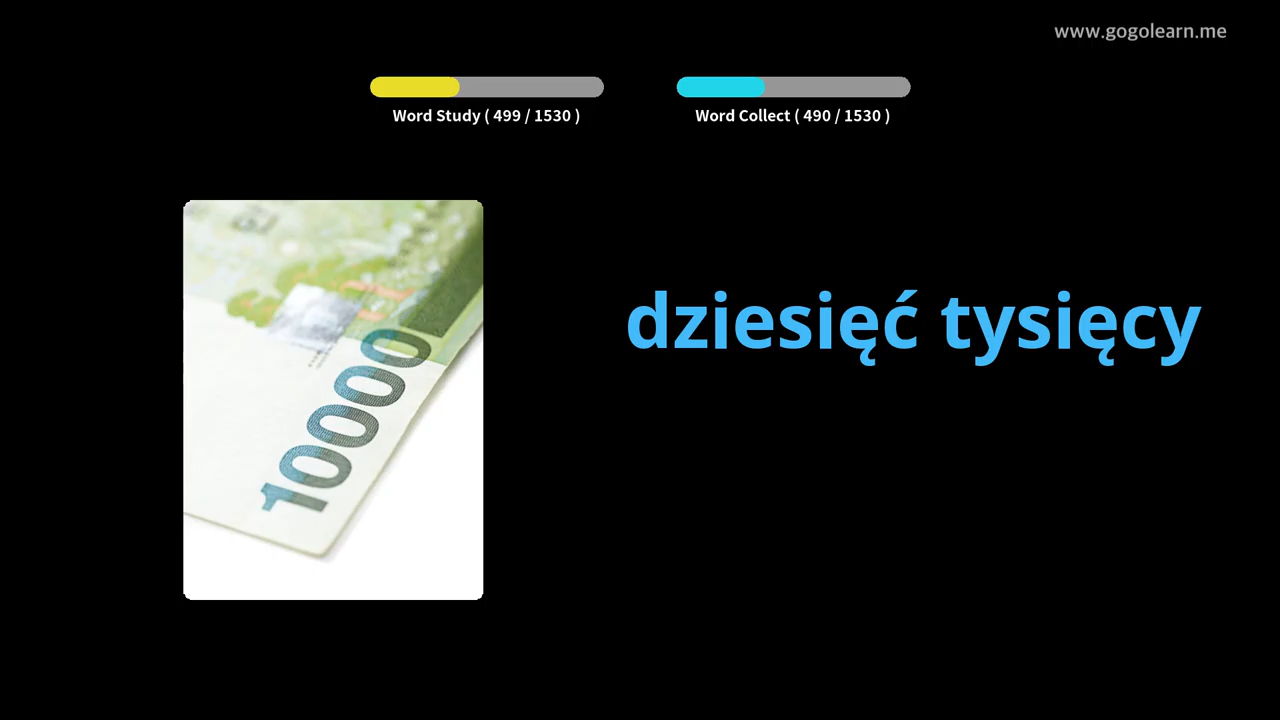 www.gogolearn.me
Word Study ( 499 / 1530 )
Word Collect ( 490 / 1530 )
10000
dziesięć tysięcy